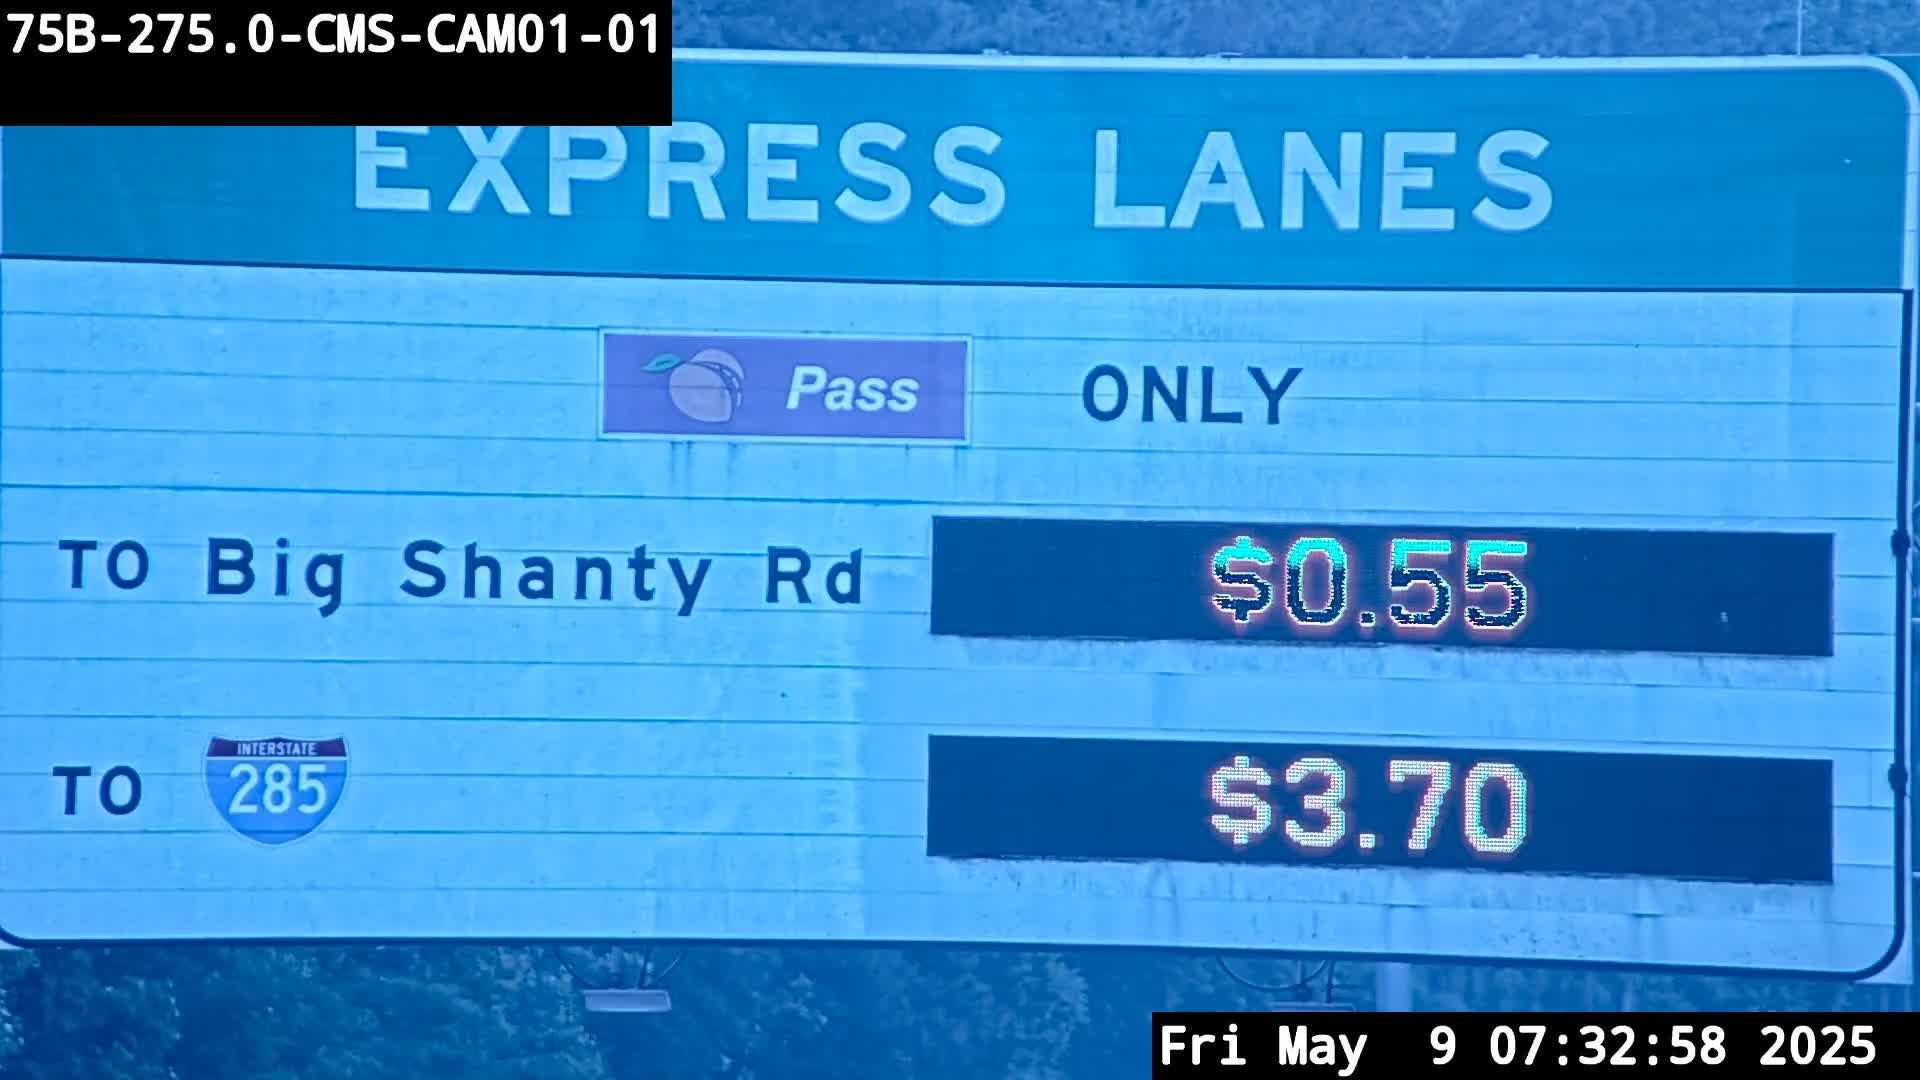 75B-275.0-CMS-CAM01-01
EXPRESS LANES
Pass ONLY
TO Big Shanty Rd $0.55
INTERSTATE
TO 285 $3.70
Fri May 9 07:32:58 2025